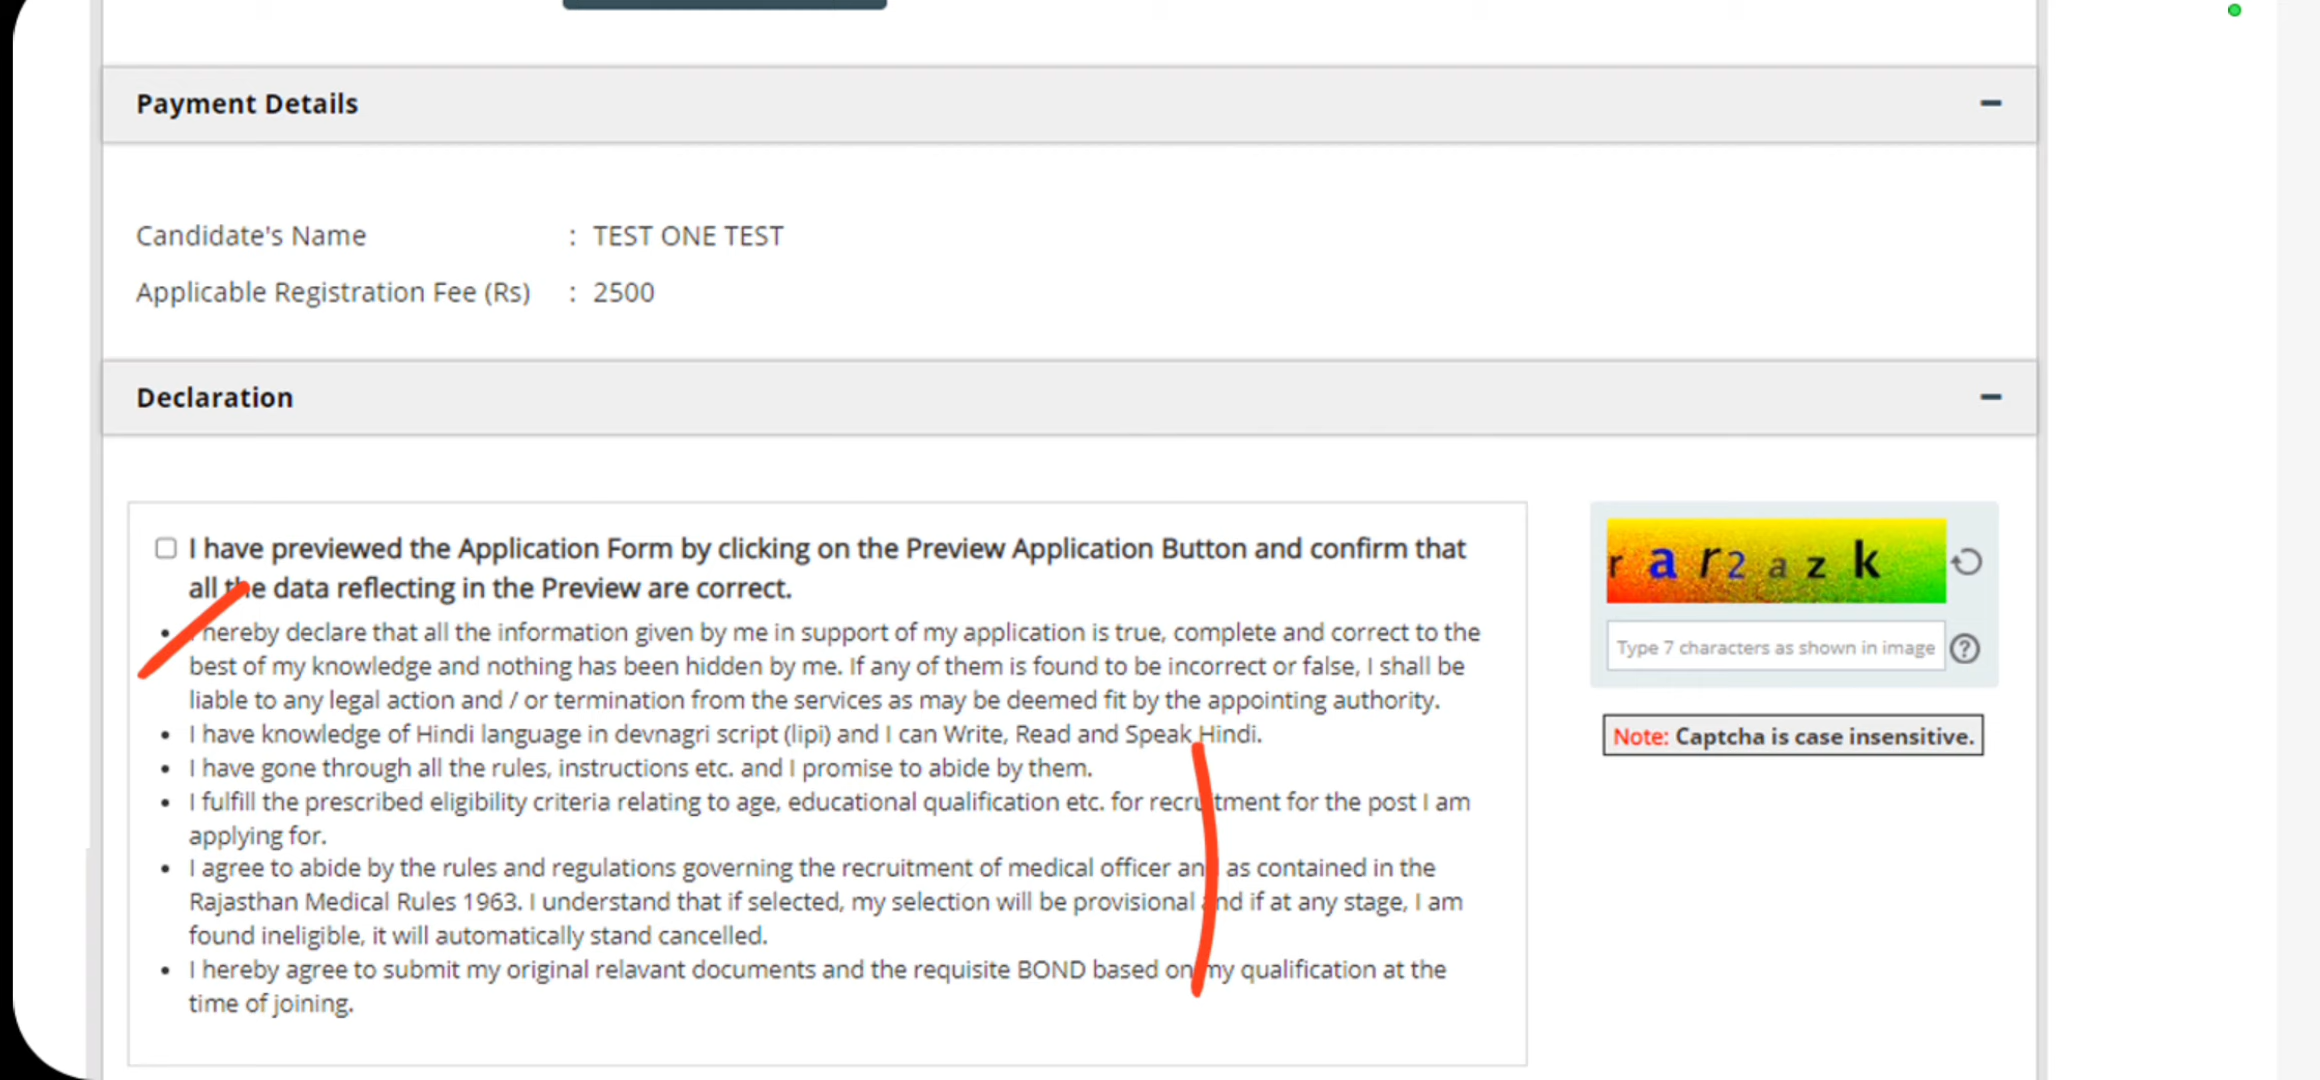 Payment Details
Candidate's Name : TEST ONE TEST
Applicable Registration Fee (Rs) : 2500
Declaration
I have previewed the Application Form by clicking on the Preview Application Button and confirm that
all the data reflecting in the Preview are correct.
I hereby declare that all the information given by me in support of my application is true, complete and correct to the
best of my knowledge and nothing has been hidden by me. If any of them is found to be incorrect or false, I shall be
liable to any legal action and / or termination from the services as may be deemed fit by the appointing authority.
I have knowledge of Hindi language in devnagri script (lipi) and I can Write, Read and Speak Hindi.
I have gone through all the rules, instructions etc. and I promise to abide by them.
I fulfill the prescribed eligibility criteria relating to age, educational qualification etc. for recruitment for the post I am
applying for.
I agree to abide by the rules and regulations governing the recruitment of medical officer and as contained in the
Rajasthan Medical Rules 1963. I understand that if selected, my selection will be provisional and if at any stage, I am
found ineligible, it will automatically stand cancelled.
I hereby agree to submit my original relavant documents and the requisite BOND based on my qualification at the
time of joining.
r a r 2 a z k
Type 7 characters as shown in image
Note: Captcha is case insensitive.